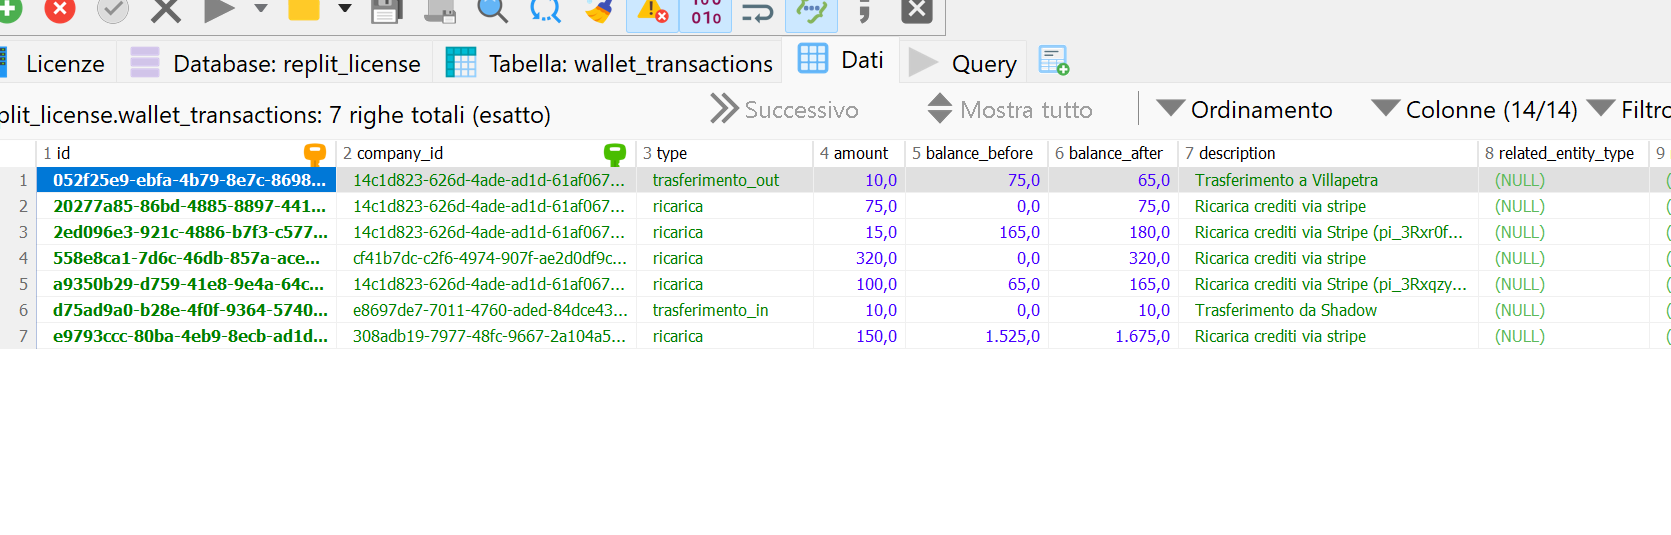 010
Licenze Database: replit_license Tabella: wallet_transactions Dati Query
plit_license.wallet_transactions: 7 righe totali (esatto) Successivo Mostra tutto Ordinamento Colonne (14/14) Filtro
1 id 2 company_id 3 type 4 amount 5 balance_before 6 balance_after 7 description 8 related_entity_type 9
1 052f25e9-ebfa-4b79-8e7c-8698... 14c1d823-626d-4ade-ad1d-61af067... trasferimento_out 10,0 75,0 65,0 Trasferimento a Villapetra (NULL) (
2 20277a85-86bd-4885-8897-441... 14c1d823-626d-4ade-ad1d-61af067... ricarica 75,0 0,0 75,0 Ricarica crediti via stripe (NULL) (
3 2ed096e3-921c-4886-b7f3-c577... 14c1d823-626d-4ade-ad1d-61af067... ricarica 15,0 165,0 180,0 Ricarica crediti via Stripe (pi_3Rxr0f... (NULL) (
4 558e8ca1-7d6c-46db-857a-ace... cf41b7dc-c2f6-4974-907f-ae2d0df9c... ricarica 320,0 0,0 320,0 Ricarica crediti via stripe (NULL) (
5 a9350b29-d759-41e8-9e4a-64c... 14c1d823-626d-4ade-ad1d-61af067... ricarica 100,0 65,0 165,0 Ricarica crediti via Stripe (pi_3Rxqzy... (NULL) (
6 d75ad9a0-b28e-4f0f-9364-5740... e8697de7-7011-4760-aded-84dce43... trasferimento_in 10,0 0,0 10,0 Trasferimento da Shadow (NULL) (
7 e9793ccc-80ba-4eb9-8ecb-ad1d... 308adb19-7977-48fc-9667-2a104a5... ricarica 150,0 1.525,0 1.675,0 Ricarica crediti via stripe (NULL) (